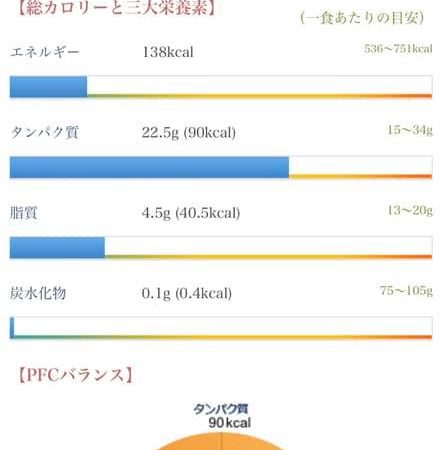 【総カロリーと三大栄養素】
（一食あたりの目安）
エネルギー 138kcal 536〜751kcal
タンパク質 22.5g (90kcal) 15〜34g
脂質 4.5g (40.5kcal) 13〜20g
炭水化物 0.1g (0.4kcal) 75〜105g
【PFCバランス】
タンパク質
90kcal